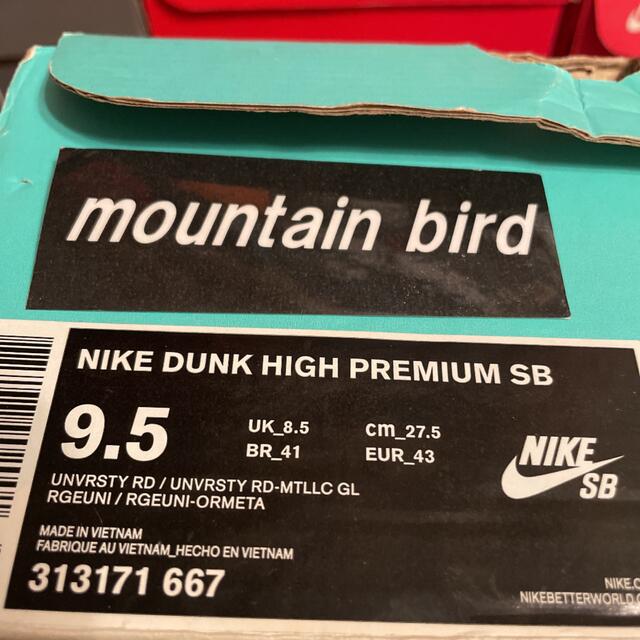 mountain bird
NIKE DUNK HIGH PREMIUM SB
9.5
UK_8.5
cm_27.5
BR_41
EUR_43
UNVRSTY RD / UNVRSTY RD-MTLLC GL
RGEUNI / RGEUNI-ORMETA
NIKE
SB
MADE IN VIETNAM
FABRIQUE AU VIETNAM_HECHO EN VIETNAM
313171 667
NIKE.C
NIKEBETTERWORLD.C